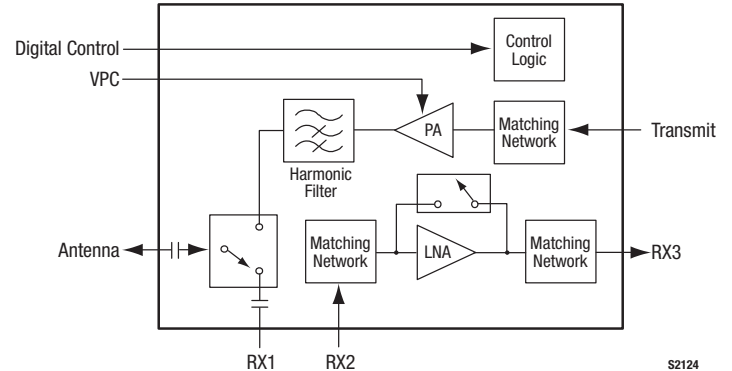 Digital Control
Control
Logic
VPC
PA
Matching
Network
Transmit
Harmonic
Filter
Antenna
Matching
Network
LNA
Matching
Network
RX3
RX1
RX2
S2124